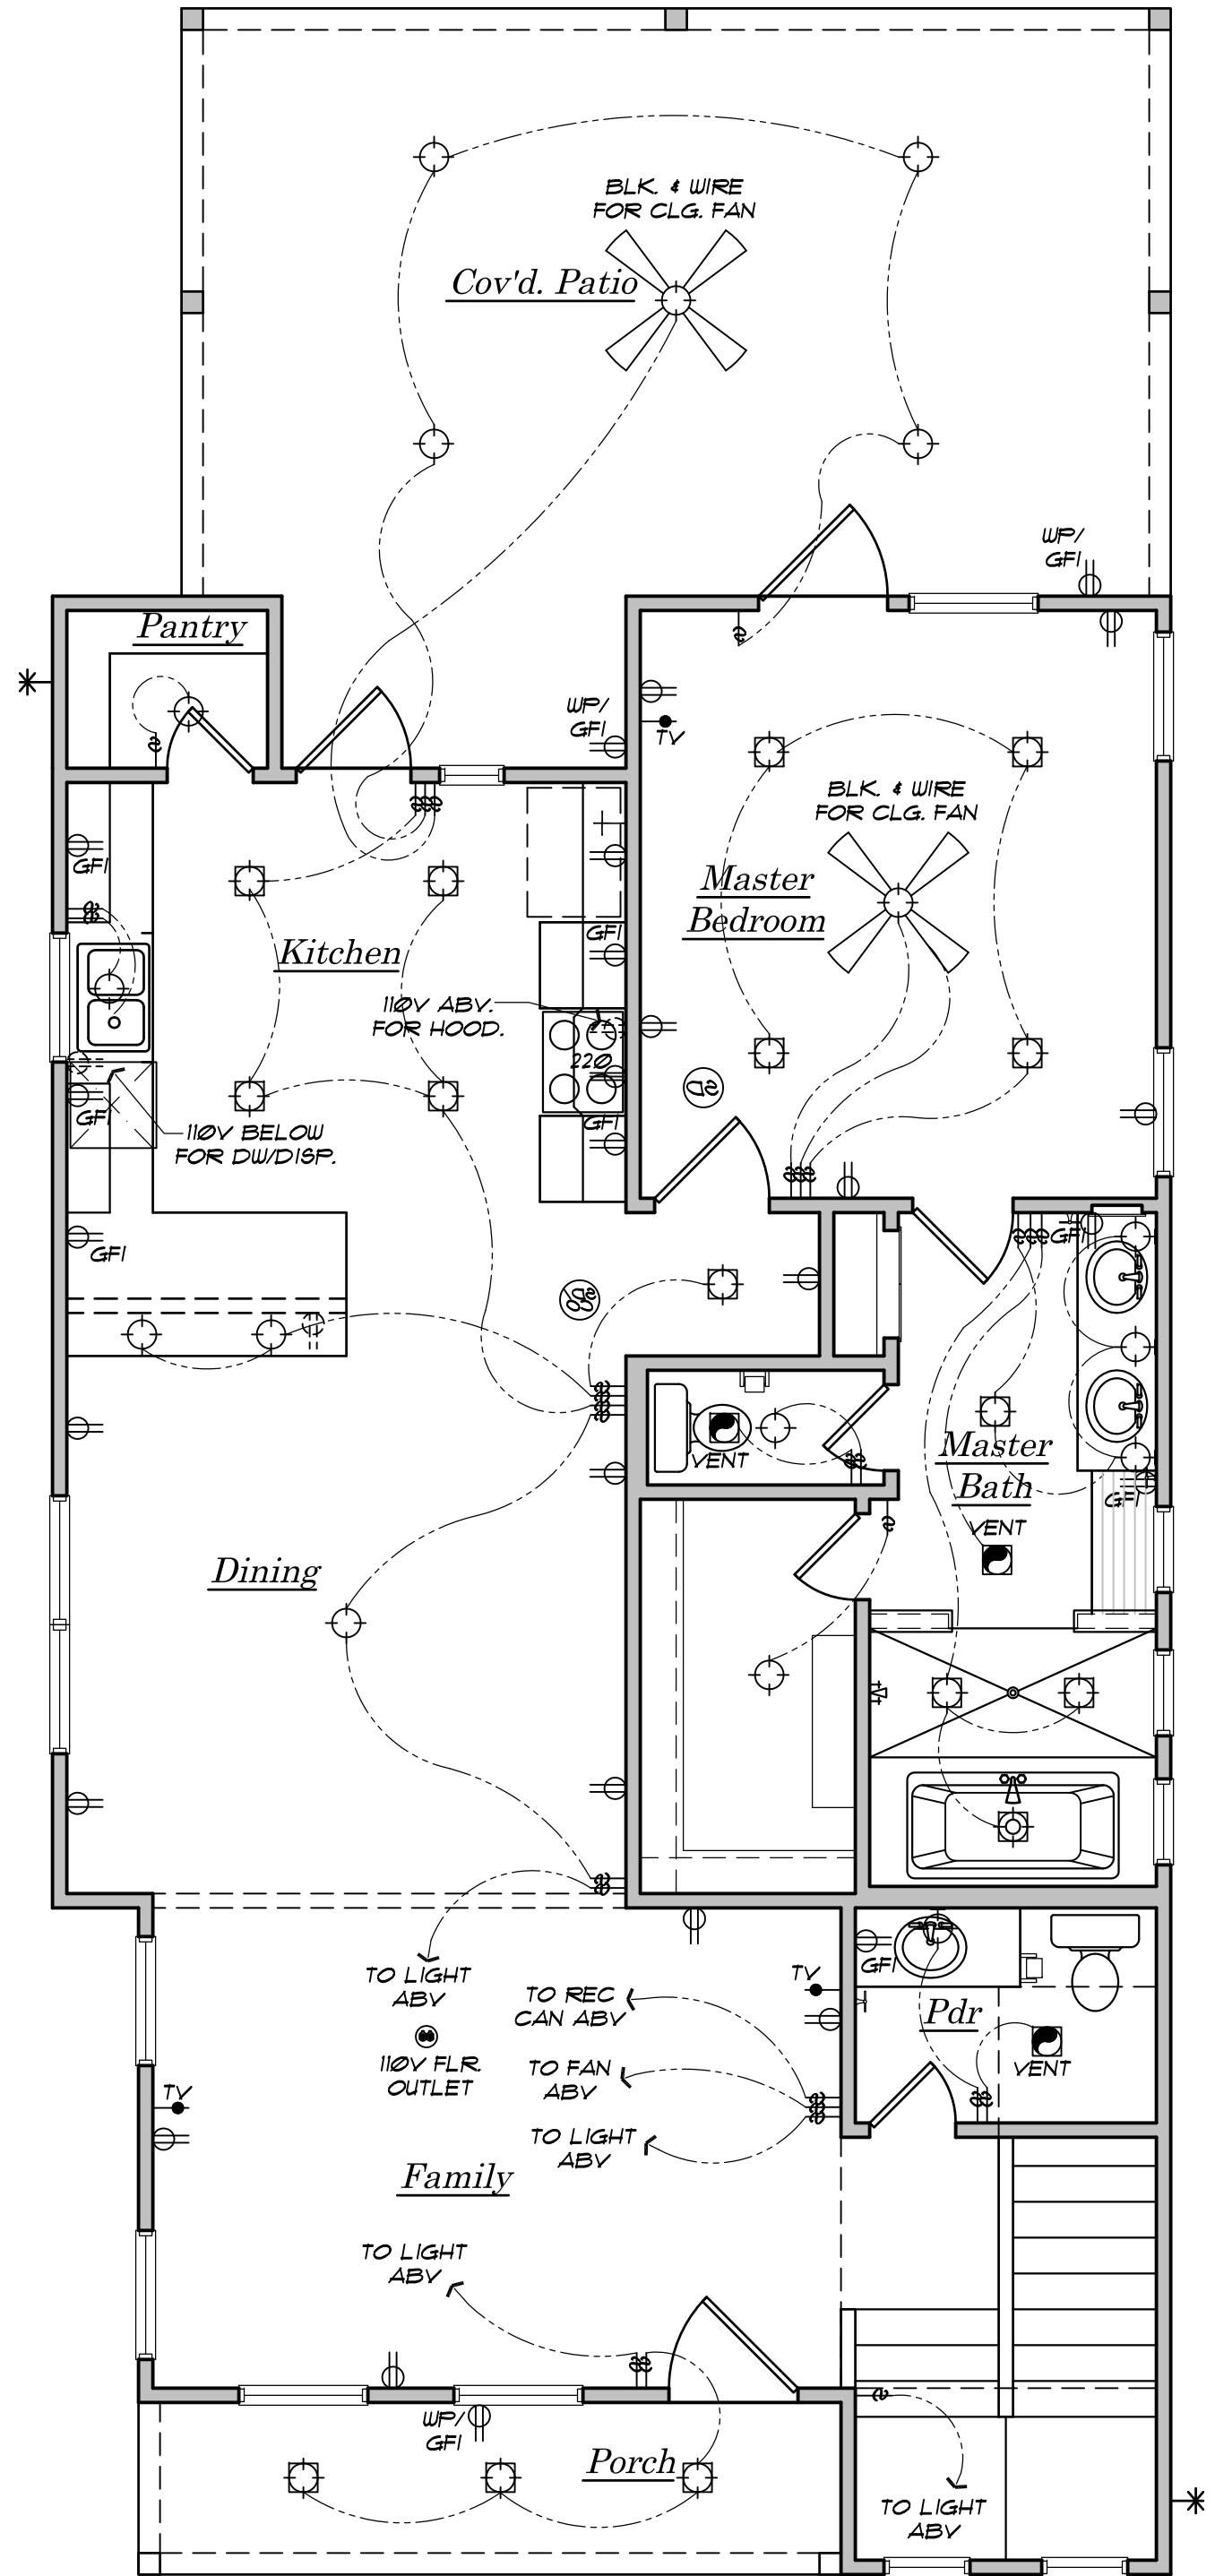 BLK. & WIRE
FOR CLG. FAN
Cov'd. Patio
WP/
GFI
Pantry
WP/
GFI
TV
BLK. & WIRE
FOR CLG. FAN
GFI
Master
Bedroom
GFI
Kitchen
110V ABV.
FOR HOOD.
220
GFI
GFI
110V BELOW
FOR DW/DISP.
GFI
GFI
VENT
Master
Bath
GFI
VENT
Dining
TO LIGHT
ABV
110V FLR.
OUTLET
TO REC
CAN ABV
TV
GFI
Pdr
VENT
TO FAN
ABV
TV
TO LIGHT
ABV
Family
TO LIGHT
ABV
WP/
GFI
Porch
TO LIGHT
ABV